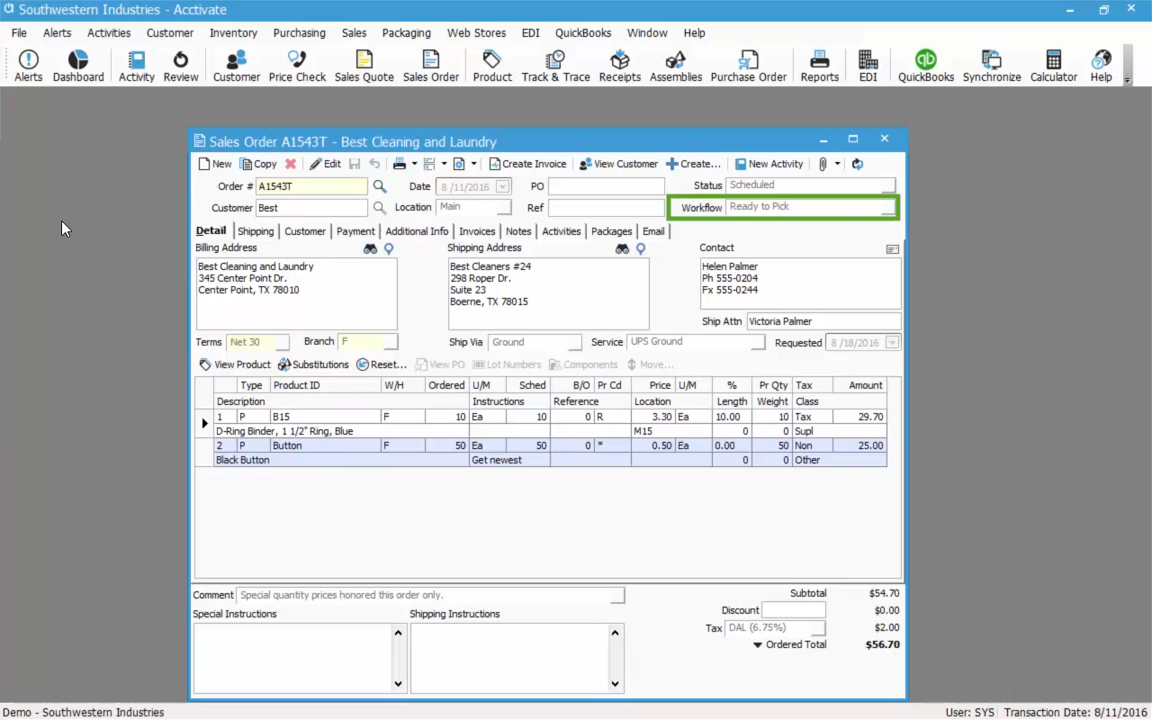 Southwestern Industries - Acctivate
File Alerts Activities Customer Inventory Purchasing Sales Packaging Web Stores EDI QuickBooks Window Help
Alerts Dashboard Activity Review Customer Price Check Sales Quote Sales Order Product Track & Trace Receipts Assemblies Purchase Order Reports EDI QuickBooks Synchronize Calculator Help
Sales Order A1543T - Best Cleaning and Laundry
New Copy Edit Create Invoice View Customer Create... New Activity
Order # A1543T Date 8 /11/2016 PO Status Scheduled
Customer Best Location Main Ref Workflow Ready to Pick
Detail Shipping Customer Payment Additional Info Invoices Notes Activities Packages Email
Billing Address Shipping Address Contact
Best Cleaning and Laundry Best Cleaners #24 Helen Palmer
345 Center Point Dr. 298 Roper Dr. Ph 555-0204
Center Point, TX 78010 Suite 23 Fx 555-0244
Boerne, TX 78015
Ship Attn Victoria Palmer
Terms Net 30 Branch F Ship Via Ground Service UPS Ground Requested 8 /18/2016
View Product Substitutions Reset... View PO Lot Numbers Components Move...
Type Product ID W/H Ordered U/M Sched B/O Pr Cd Price U/M % Pr Qty Tax Amount
Description Instructions Reference Location Length Weight Class
1 P B15 F 10 Ea 10 0 R 3.30 Ea 10.00 10 Tax 29.70
D-Ring Binder, 1 1/2" Ring, Blue M15 0 0 Supl
2 P Button F 50 Ea 50 0 * 0.50 Ea 0.00 50 Non 25.00
Black Button Get newest 0 0 Other
Comment Special quantity prices honored this order only. Subtotal $54.70
Special Instructions Shipping Instructions Discount $0.00
Tax DAL (6.75%) $2.00
Ordered Total $56.70
Demo - Southwestern Industries User: SYS Transaction Date: 8/11/2016